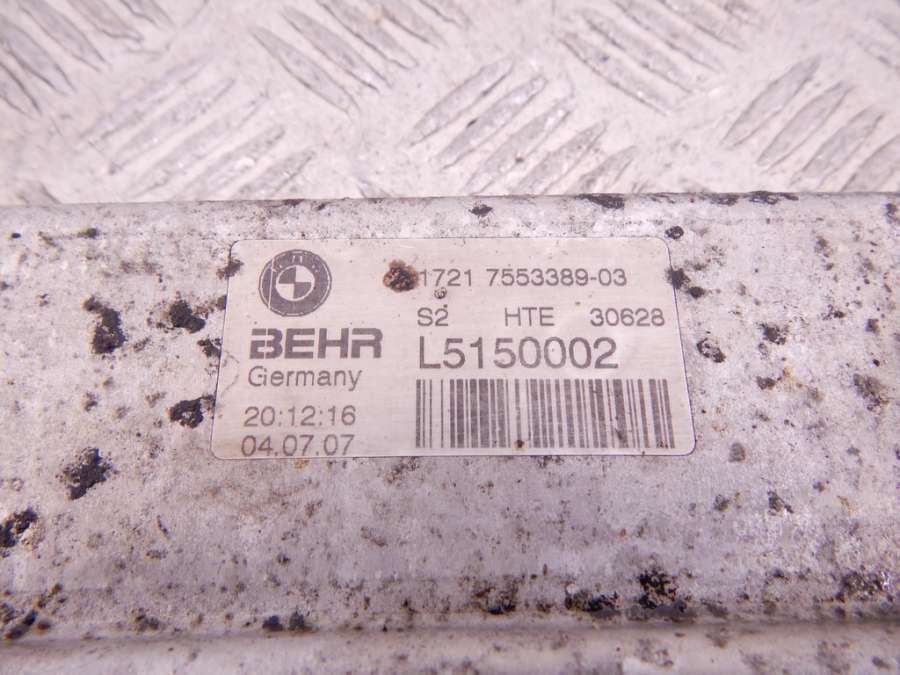 1721 7553389-03
S2 HTE 30628
BEHR
L5150002
Germany
20:12:16
04.07.07